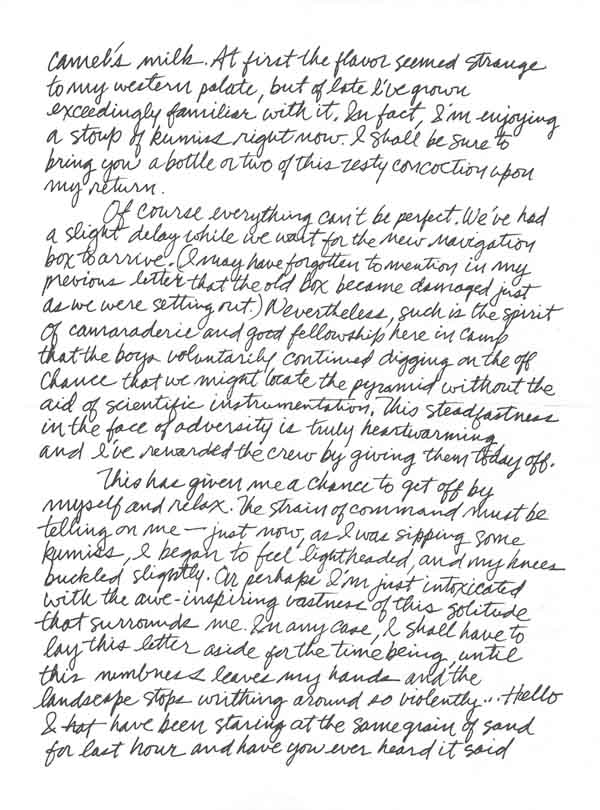 camel's milk. At first the flavor seemed strange
to my western palate, but of late I've grown
exceedingly familiar with it. In fact, I'm enjoying
a stoup of kumiss right now. I shall be sure to
bring you a bottle or two of this zesty concoction upon
my return.
Of course everything can't be perfect. We've had
a slight delay while we wait for the new navigation
box to arrive. (I may have forgotten to mention in my
previous letter that the old box became damaged just
as we were setting out.) Nevertheless, such is the spirit
of camaraderie and good fellowship here in camp
that the boys voluntarily continued digging on the off
chance that we might locate the pyramid without the
aid of scientific instrumentation. This steadfastness
in the face of adversity is truly heartwarming
and I've rewarded the crew by giving them today off.
This has given me a chance to get off by
myself and relax. The strain of command must be
telling on me — just now, as I was sipping some
kumiss, I began to feel lightheaded, and my knees
buckled slightly. Or perhaps I'm just intoxicated
with the awe-inspiring vastness of this solitude
that surrounds me. In any case, I shall have to
lay this letter aside for the time being, until
this numbness leaves my hands and the
landscape stops writhing around so violently... Hello
I hat have been staring at the same grain of sand
for last hour and have you ever heard it said